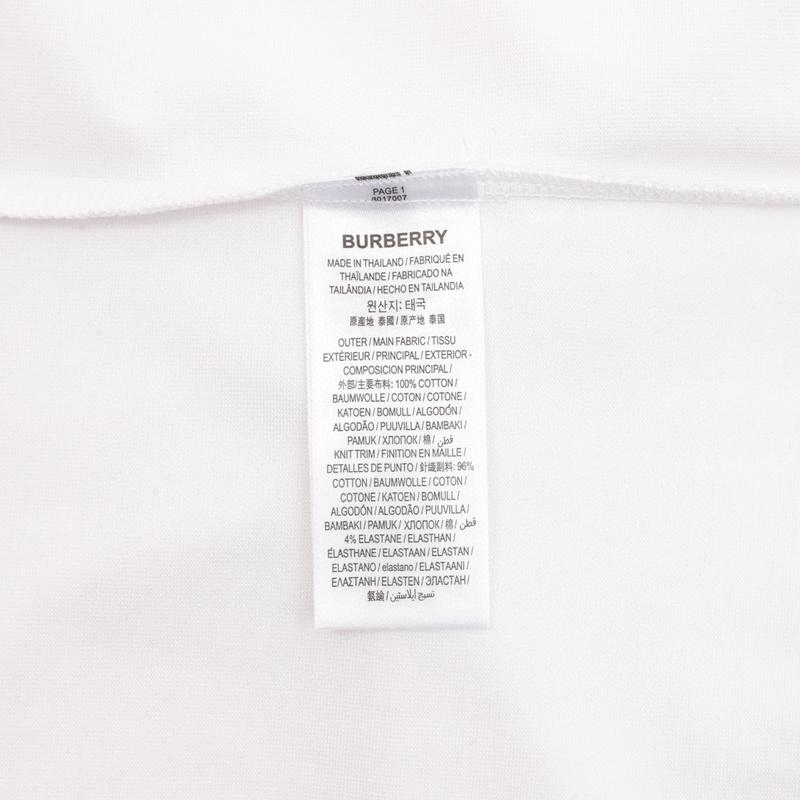 PAGE 1
8017007
BURBERRY
MADE IN THAILAND / FABRIQUÉ EN
THAÏLANDE / FABRICADO NA
TAILÂNDIA / HECHO EN TAILANDIA
원산지: 태국
原產地 泰國 / 原产地 泰国
OUTER / MAIN FABRIC / TISSU
EXTÉRIEUR / PRINCIPAL / EXTERIOR -
COMPOSICION PRINCIPAL /
外部/主要布料: 100% COTTON /
BAUMWOLLE / COTON / COTONE /
KATOEN / BOMULL / ALGODÓN /
ALGODÃO / PUUVILLA / BAMBAKI /
PAMUK / ХЛОПОК / 棉 / قطن
KNIT TRIM / FINITION EN MAILLE /
DETALLES DE PUNTO / 針織副料: 96%
COTTON / BAUMWOLLE / COTON /
COTONE / KATOEN / BOMULL /
ALGODÓN / ALGODÃO / PUUVILLA /
BAMBAKI / PAMUK / ХЛОПОК / 棉 / قطن
4% ELASTANE / ELASTHAN /
ÉLASTHANE / ELASTAAN / ELASTAN /
ELASTANO / elastano / ELASTAANI /
ΕΛΑΣΤΑΝΗ / ELASTEN / ЭЛАСТАН /
氨綸 / نسيج إيلاستين